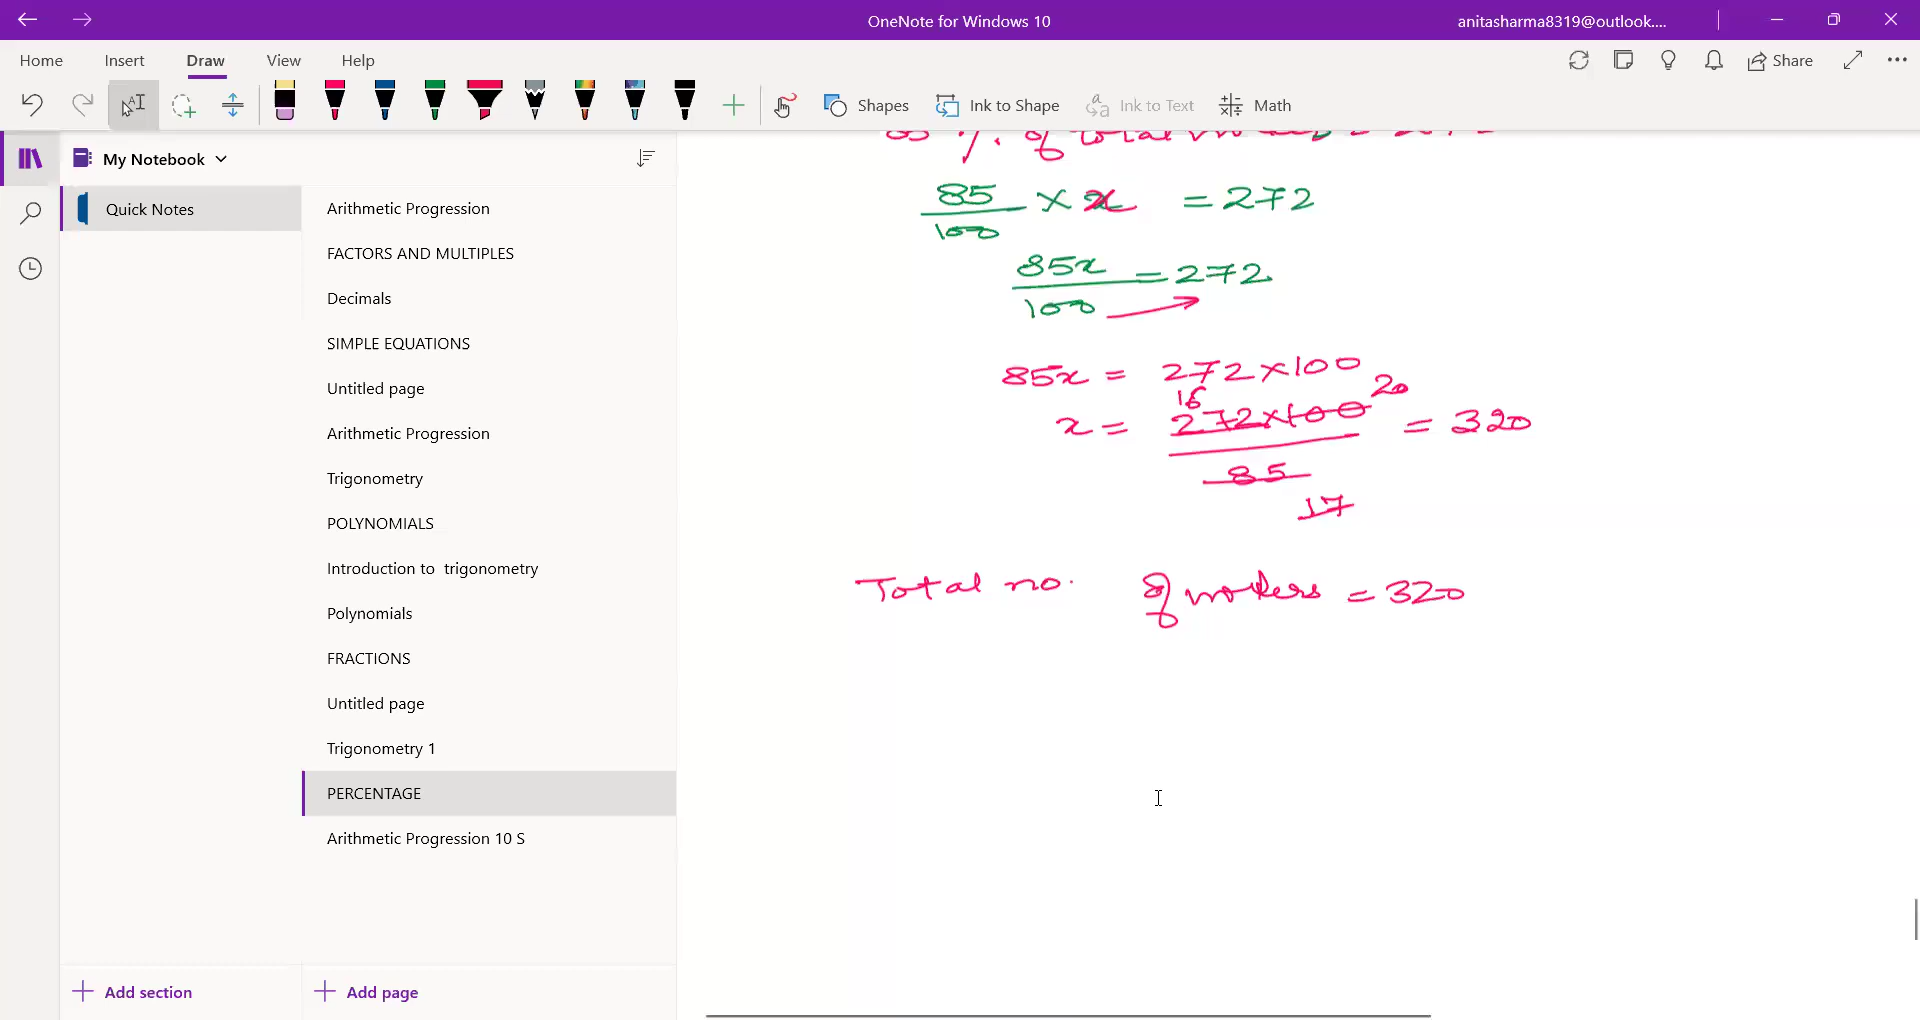 OneNote for Windows 10
anitasharma8319@outlook....
Home Insert Draw View Help
Share
Shapes Ink to Shape Ink to Text Math
My Notebook
Quick Notes
Arithmetic Progression
FACTORS AND MULTIPLES
Decimals
SIMPLE EQUATIONS
Untitled page
Arithmetic Progression
Trigonometry
POLYNOMIALS
Introduction to trigonometry
Polynomials
FRACTIONS
Untitled page
Trigonometry 1
PERCENTAGE
Arithmetic Progression 10 S
Add section
Add page
% of total
85/100 × x = 272
85x/100 = 272
85x = 272×100
16 20
x = 272×100 / 85 = 320
17
Total no. of workers = 320